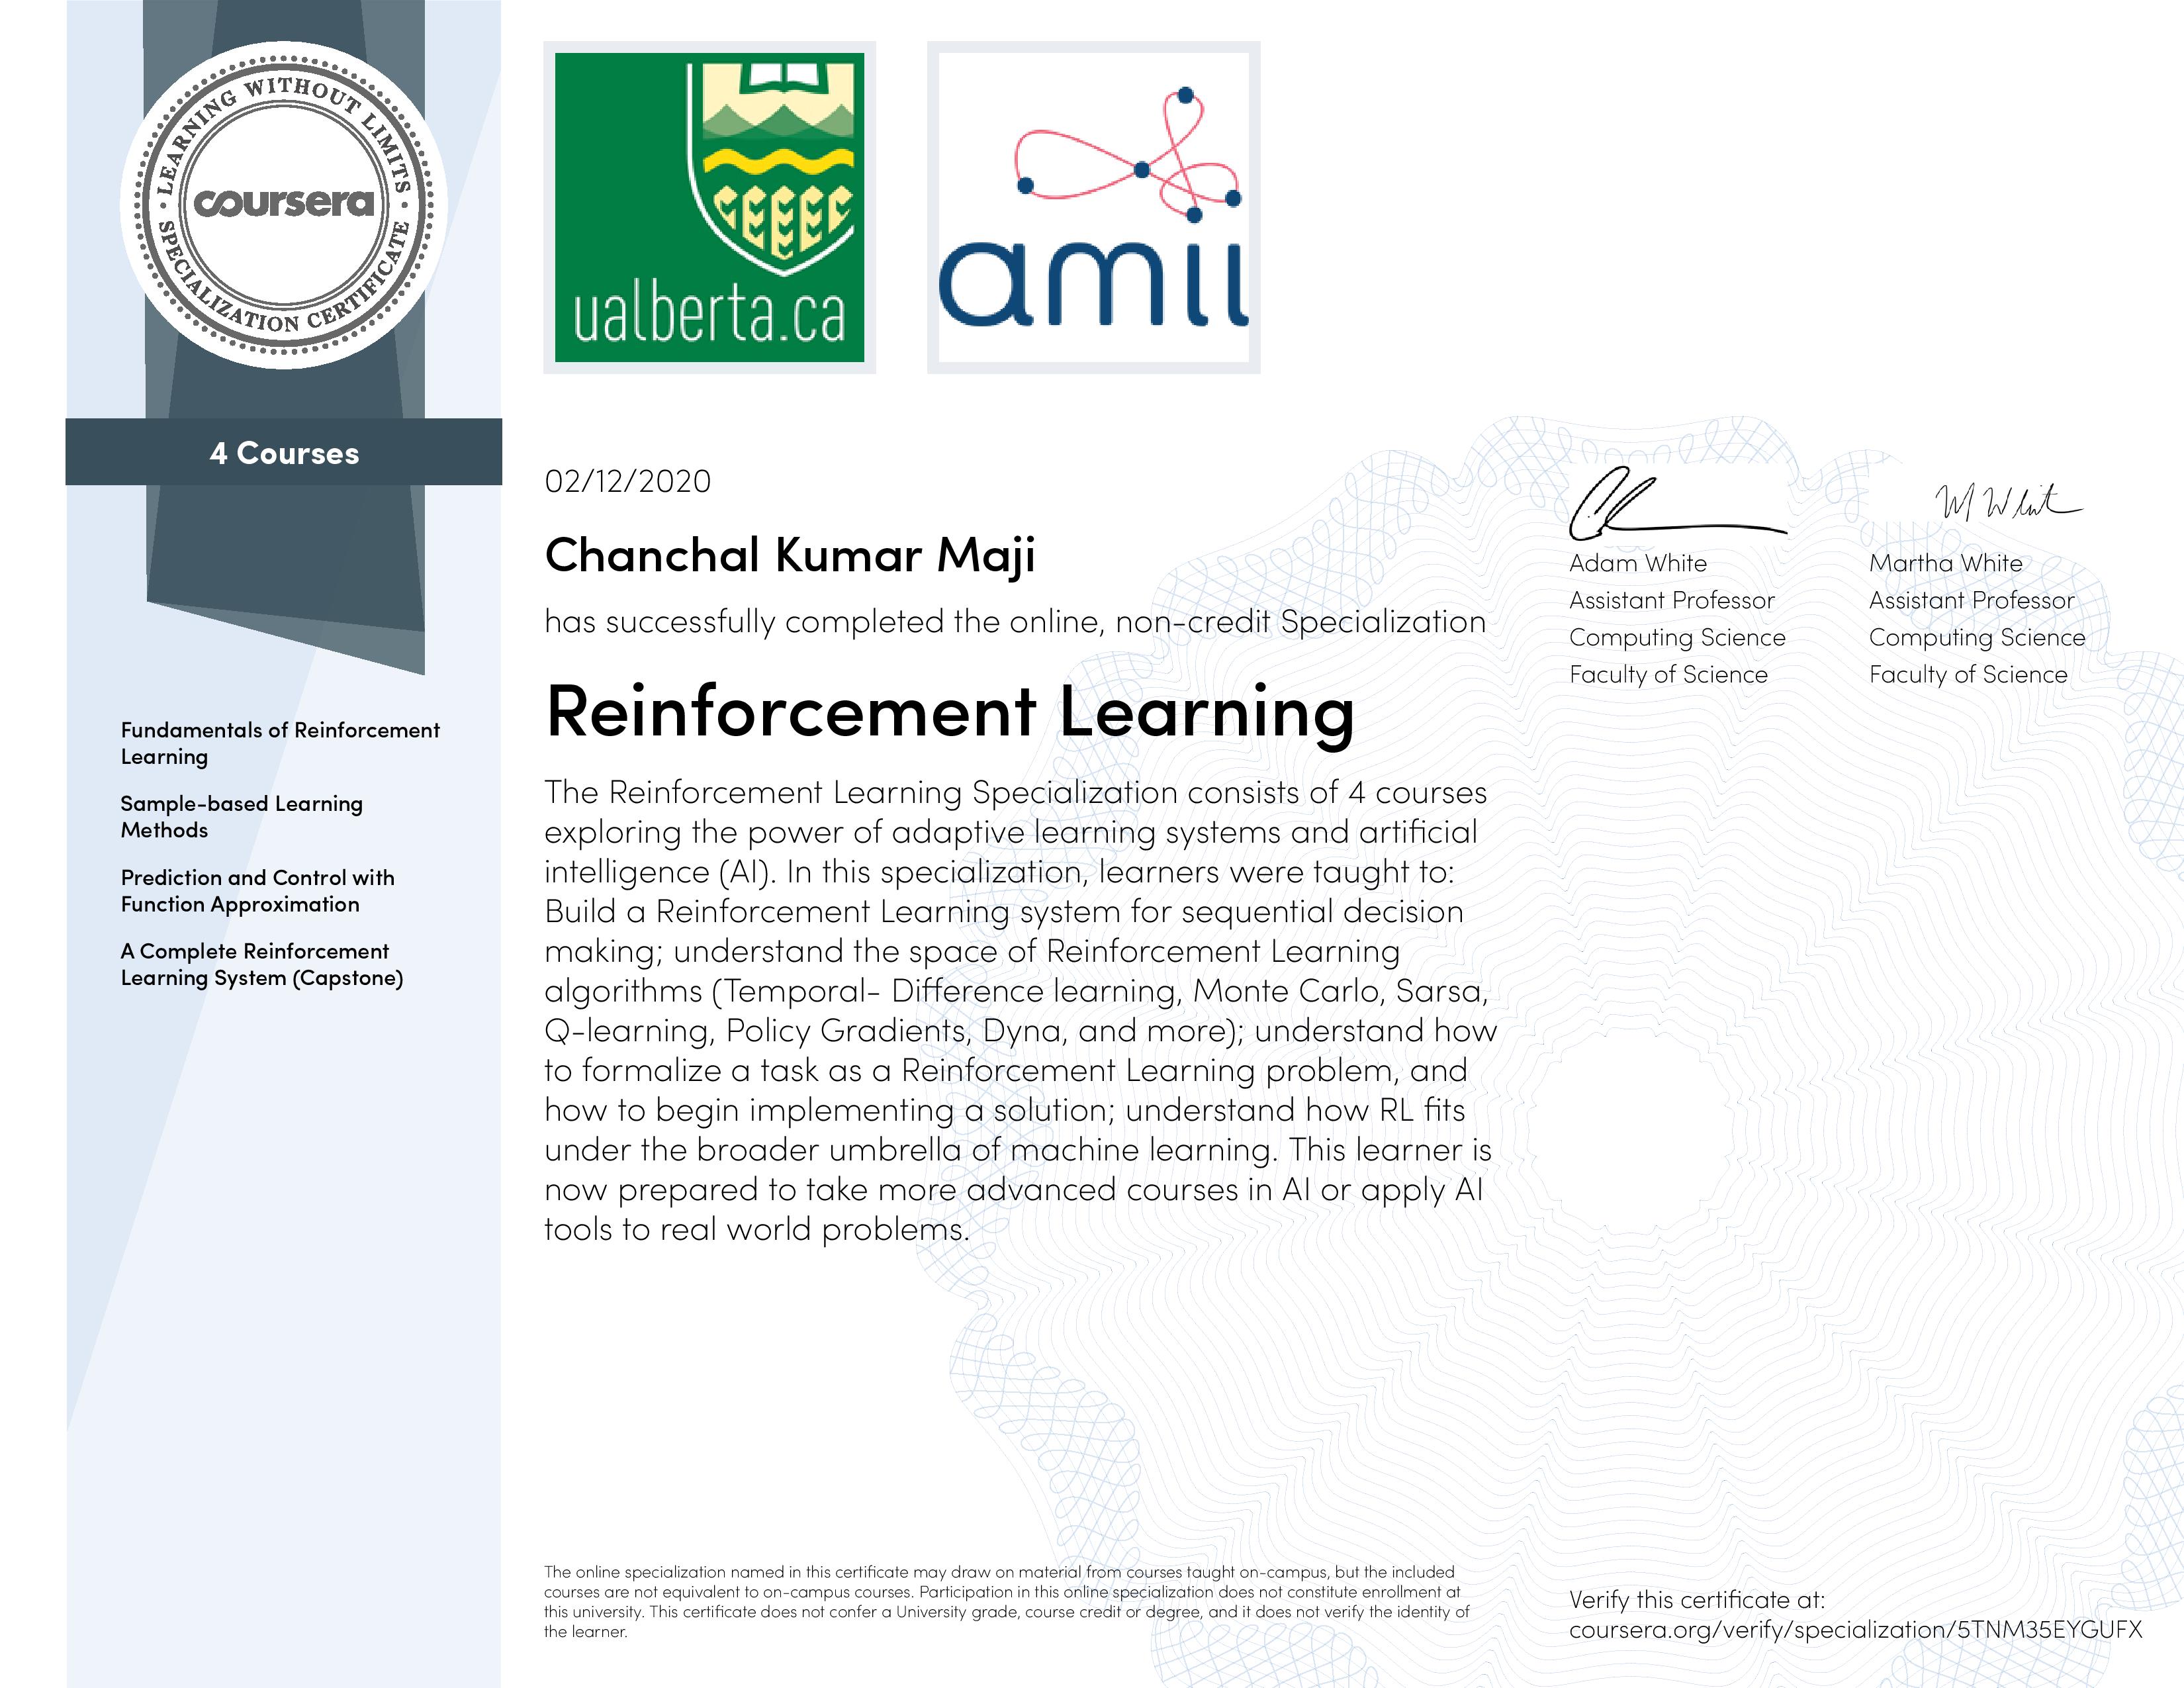 LEARNING WITHOUT LIMITS
coursera
SPECIALIZATION CERTIFICATE
4 Courses
Fundamentals of Reinforcement
Learning
Sample-based Learning
Methods
Prediction and Control with
Function Approximation
A Complete Reinforcement
Learning System (Capstone)
ualberta.ca
amii
02/12/2020
Chanchal Kumar Maji
has successfully completed the online, non-credit Specialization
Reinforcement Learning
The Reinforcement Learning Specialization consists of 4 courses
exploring the power of adaptive learning systems and artificial
intelligence (AI). In this specialization, learners were taught to:
Build a Reinforcement Learning system for sequential decision
making; understand the space of Reinforcement Learning
algorithms (Temporal- Difference learning, Monte Carlo, Sarsa,
Q-learning, Policy Gradients, Dyna, and more); understand how
to formalize a task as a Reinforcement Learning problem, and
how to begin implementing a solution; understand how RL fits
under the broader umbrella of machine learning. This learner is
now prepared to take more advanced courses in AI or apply AI
tools to real world problems.
M White
Adam White
Assistant Professor
Computing Science
Faculty of Science
Martha White
Assistant Professor
Computing Science
Faculty of Science
The online specialization named in this certificate may draw on material from courses taught on-campus, but the included
courses are not equivalent to on-campus courses. Participation in this online specialization does not constitute enrollment at
this university. This certificate does not confer a University grade, course credit or degree, and it does not verify the identity of
the learner.
Verify this certificate at:
coursera.org/verify/specialization/5TNM35EYGUFX